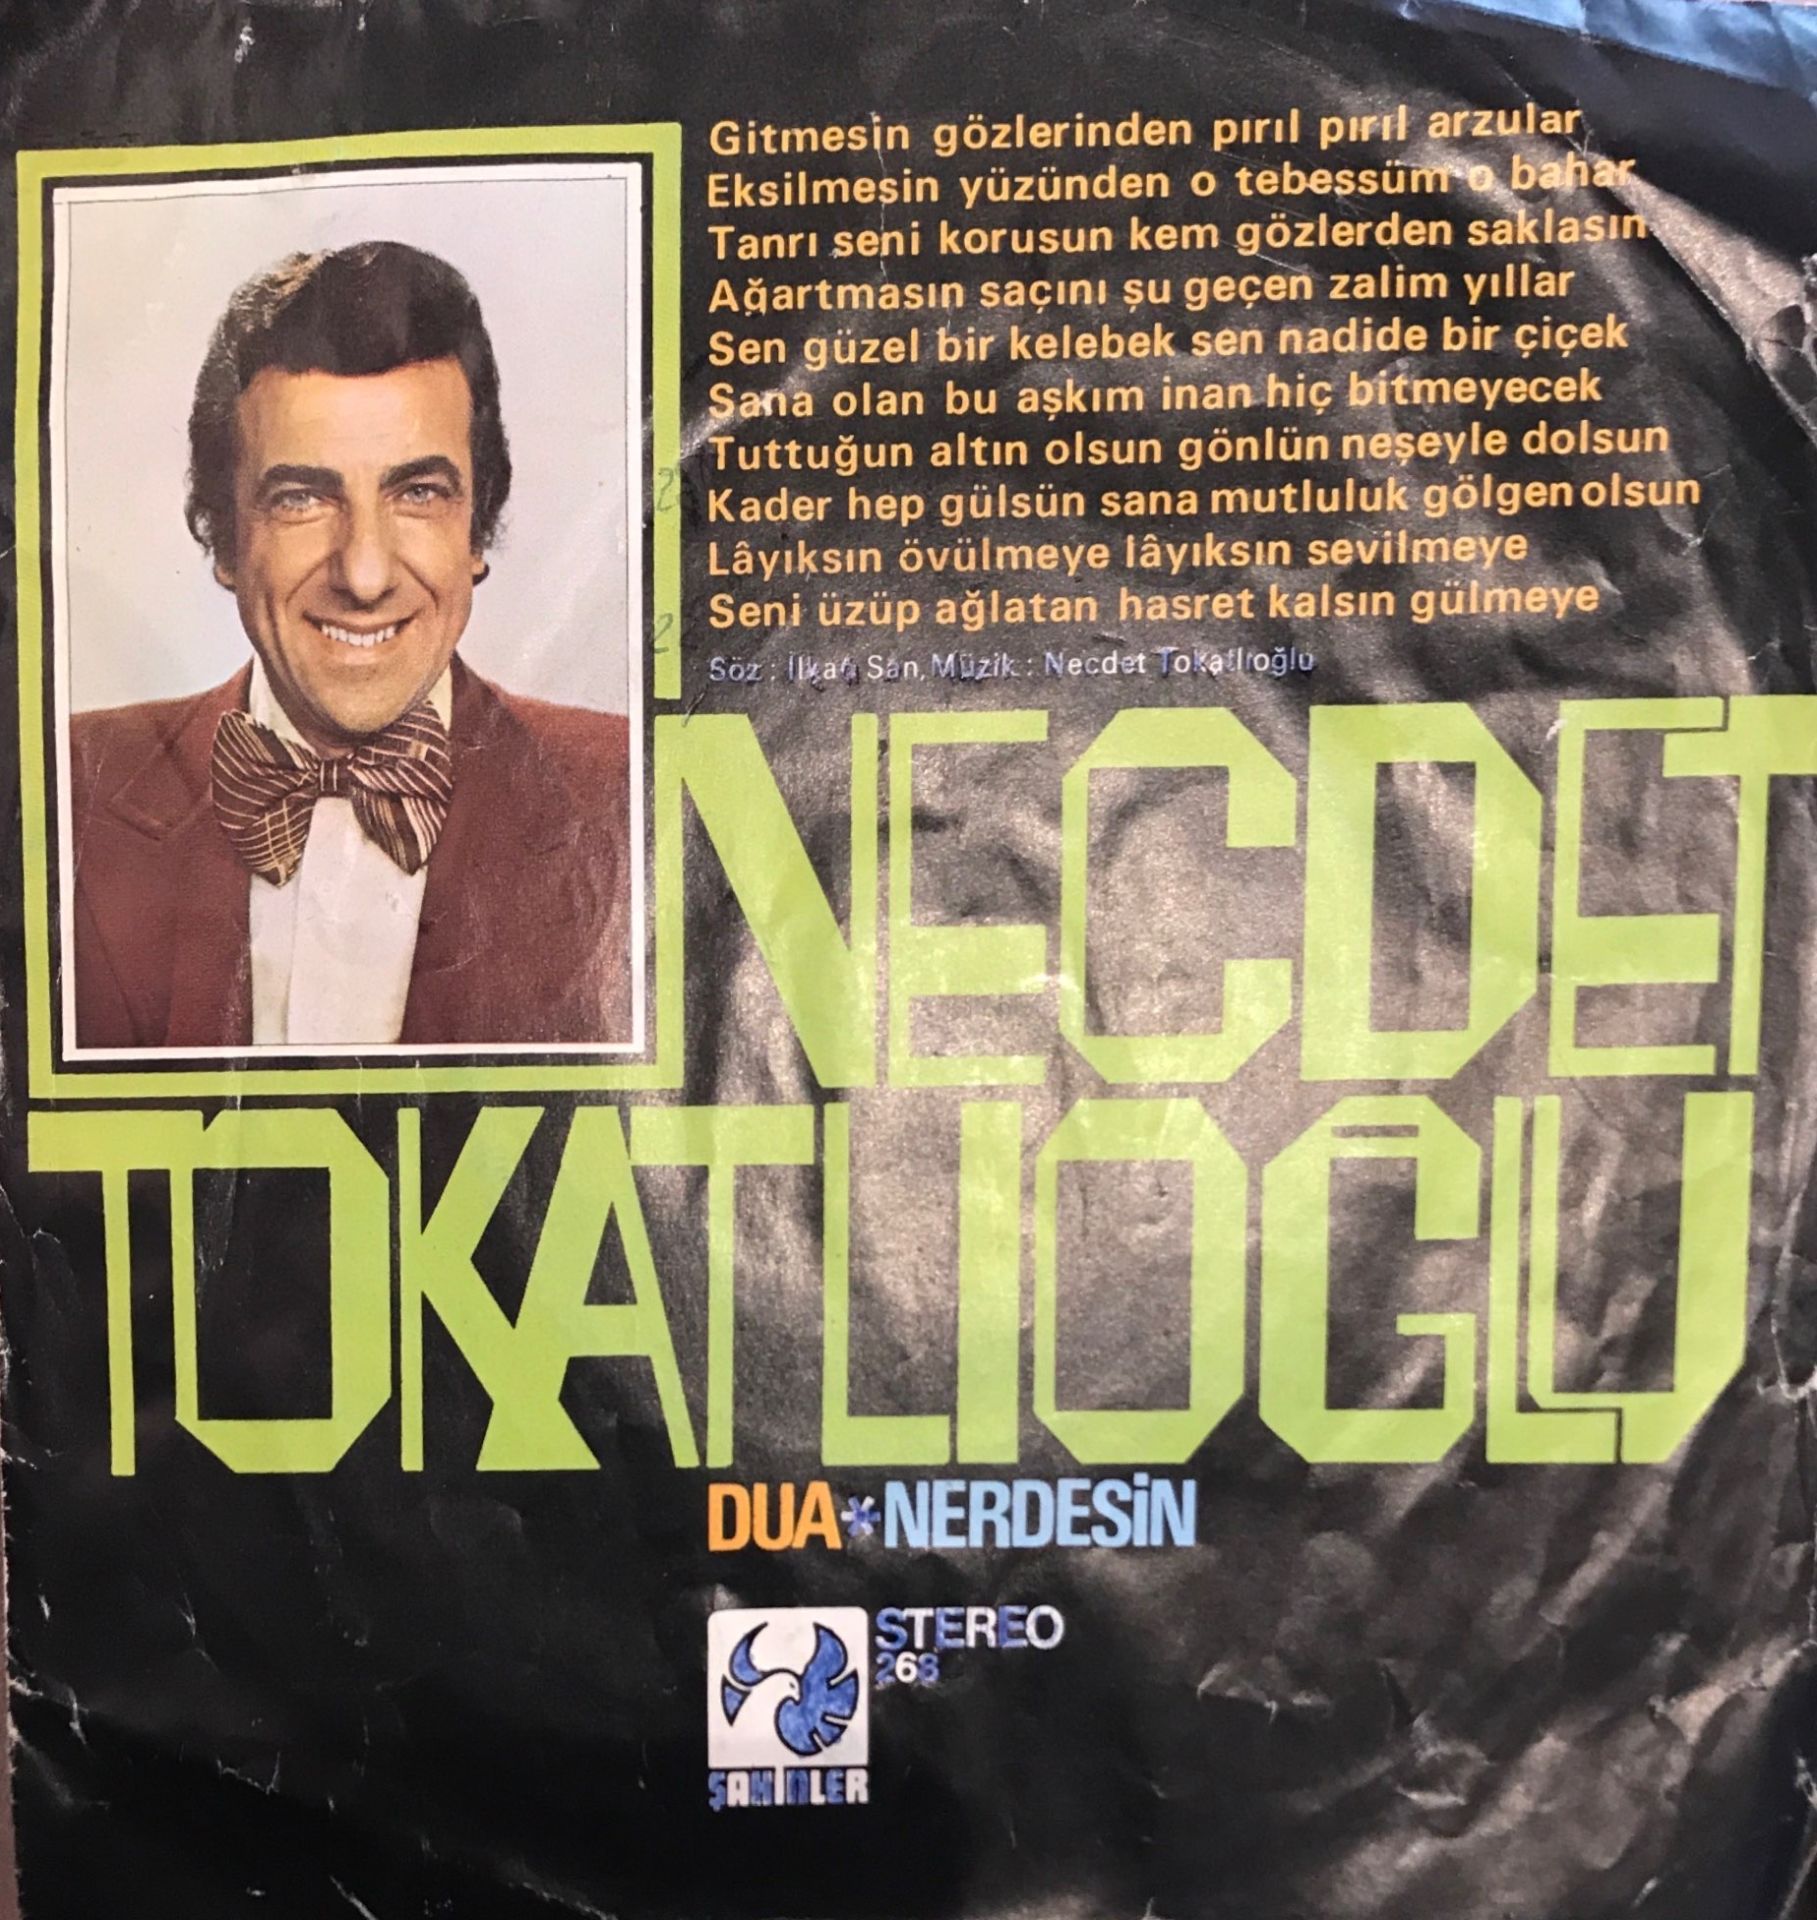 Gitmesin gözlerinden pırıl pırıl arzular
Eksilmesin yüzünden o tebessüm o bahar
Tanrı seni korusun kem gözlerden saklasın
Ağartmasın saçını şu geçen zalim yıllar
Sen güzel bir kelebek sen nadide bir çiçek
Sana olan bu aşkım inan hiç bitmeyecek
Tuttuğun altın olsun gönlün neşeyle dolsun
Kader hep gülsün sana mutluluk gölgen olsun
Lâyıksın övülmeye lâyıksın sevilmeye
Seni üzüp ağlatan hasret kalsın gülmeye
Söz : San, Müzik : Necdet Tokatlıoğlu
NECDET
TOKATLIOĞLU
DUA*NERDESİN
STEREO
268
ŞAHİNLER